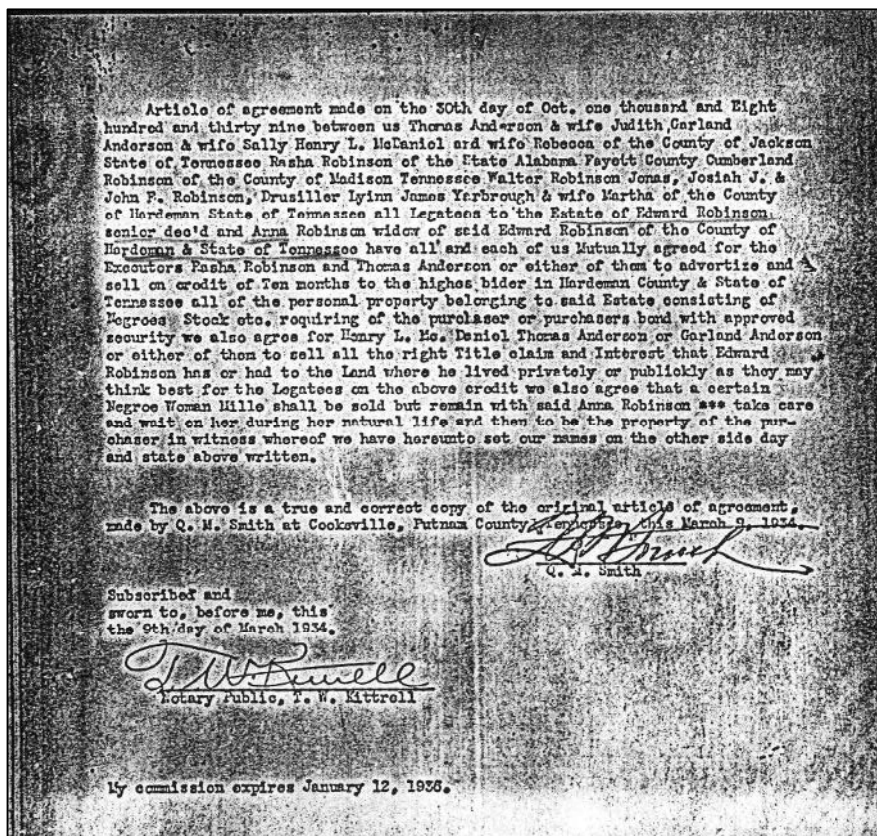 Article of agreement made on the 30th day of Oct. one thousand and Eight
hundred and thirty nine between us Thomas Anderson & wife Judith Garland
Anderson & wife Sally Henry L. McDaniel and wife Rebecca of the County of Jackson
State of Tennessee Rasha Robinson of the State Alabama Fayett County Cumberland
Robinson of the County of Madison Tennessee Walter Robinson Jonas, Josiah J. &
John F. Robinson, Drusiller Lyinn James Yarbrough & wife Martha of the County
of Hardeman State of Tennessee all Legatees to the Estate of Edward Robinson
senior dec'd and Anna Robinson widow of said Edward Robinson of the County of
Hardeman & State of Tennessee have all and each of us Mutually agreed for the
Executors Rasha Robinson and Thomas Anderson or either of them to advertize and
sell on credit of Ten months to the highes bider in Hardeman County & State of
Tennessee all of the personal property belonging to said Estate consisting of
Negroes Stock etc. requiring of the purchaser or purchasers bond with approved
security we also agree for Henry L. Mc. Daniel Thomas Anderson or Garland Anderson
or either of them to sell all the right Title claim and Interest that Edward
Robinson has or had to the Land where he lived privately or publickly as they may
think best for the Legatees on the above credit we also agree that a certain
Negroe Woman Mille shall be sold but remain with said Anna Robinson *** take care
and wait on her during her natural life and then to be the property of the pur-
chaser in witness whereof we have hereunto set our names on the other side day
and state above written.
The above is a true and correct copy of the original article of agreement,
made by Q. M. Smith at Cookeville, Putnam County, Tennessee, this March 9, 1934.
Q. M. Smith
Subscribed and
sworn to, before me, this
the 9th day of March 1934.
Notary Public, T. W. Kittrell
My commission expires January 12, 1936.